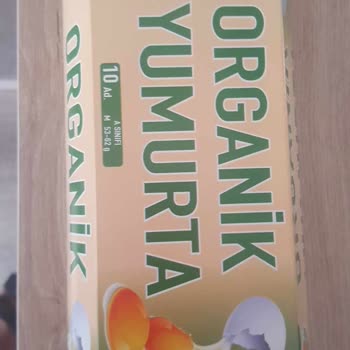 ORGANİK
YUMURTA
10 Ad.
A SINIFI
M 53-62 g
ORGANİK